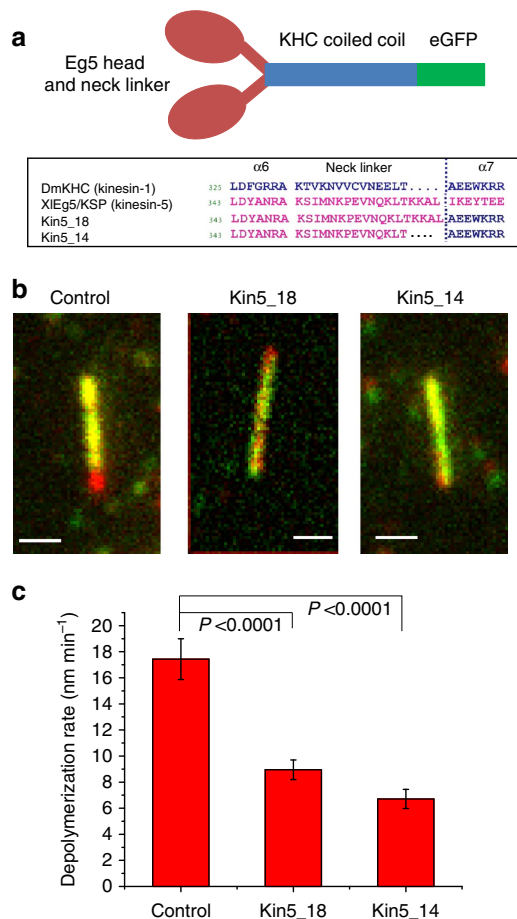 a
KHC coiled coil eGFP
Eg5 head
and neck linker
α6 Neck linker α7
DmKHC (kinesin-1) 325 LDFGRRA KTVKNVVCVNEELT.... AEEWKRR
XlEg5/KSP (kinesin-5) 343 LDYANRA KSIMNKPEVNQKLTKKAL IKEYTEE
Kin5_18 343 LDYANRA KSIMNKPEVNQKLTKKAL AEEWKRR
Kin5_14 343 LDYANRA KSIMNKPEVNQKLT.... AEEWKRR
b
Control Kin5_18 Kin5_14
c
P<0.0001
P<0.0001
Depolymerization rate (nm min⁻¹)
20
18
16
14
12
10
8
6
4
2
0
Control Kin5_18 Kin5_14